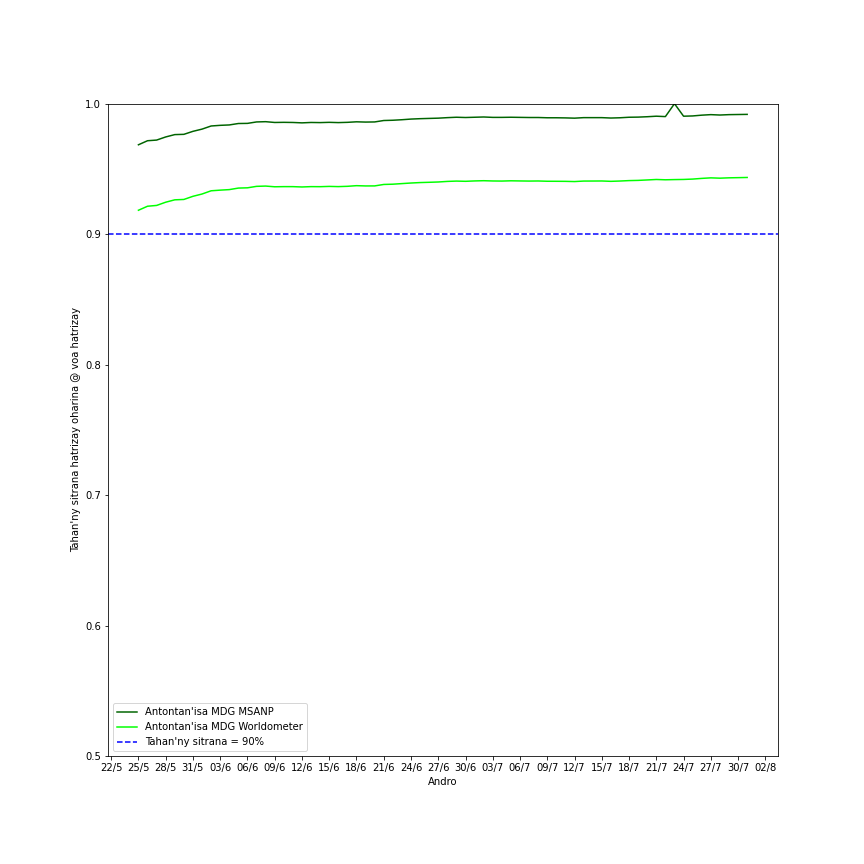 1.0
0.9
0.8
0.7
0.6
0.5
Tahan'ny sitrana hatrizay oharina @ voa hatrizay
Antontan'isa MDG MSANP
Antontan'isa MDG Worldometer
Tahan'ny sitrana = 90%
22/5 25/5 28/5 31/5 03/6 06/6 09/6 12/6 15/6 18/6 21/6 24/6 27/6 30/6 03/7 06/7 09/7 12/7 15/7 18/7 21/7 24/7 27/7 30/7 02/8
Andro